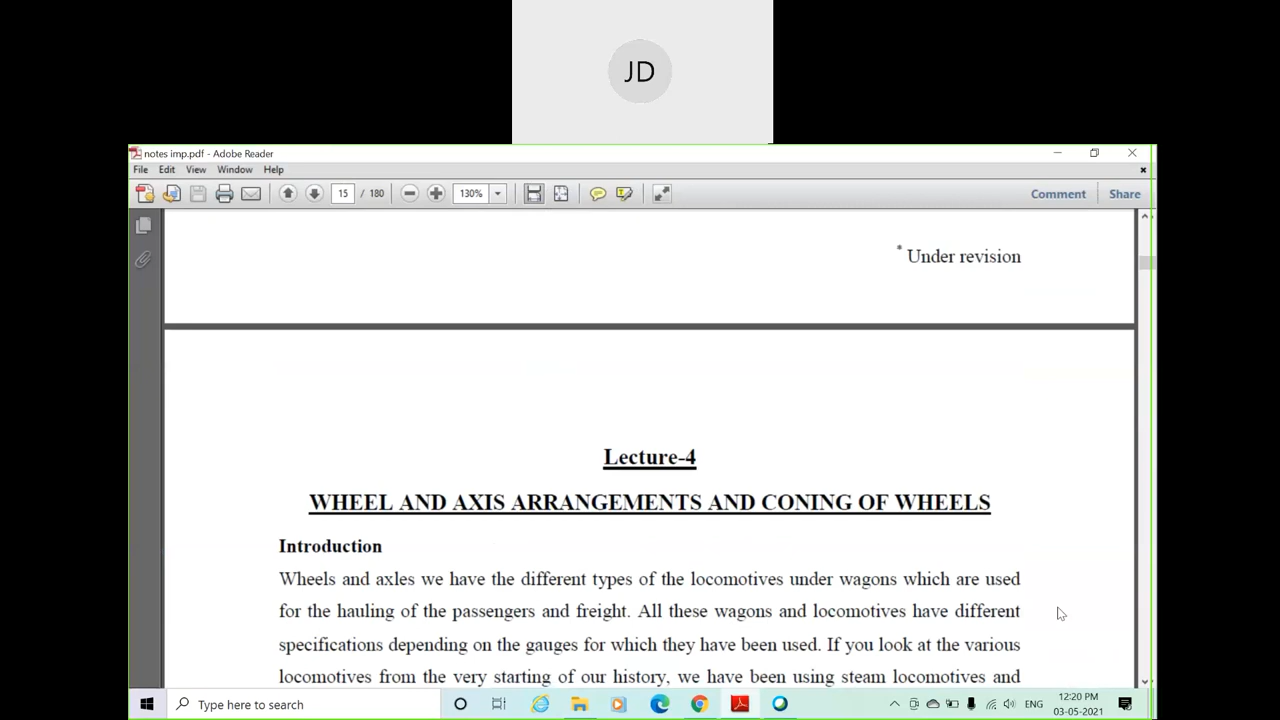 JD
notes imp.pdf - Adobe Reader
File Edit View Window Help
15 / 180 130% Comment Share
* Under revision
Lecture-4
WHEEL AND AXIS ARRANGEMENTS AND CONING OF WHEELS
Introduction
Wheels and axles we have the different types of the locomotives under wagons which are used
for the hauling of the passengers and freight. All these wagons and locomotives have different
specifications depending on the gauges for which they have been used. If you look at the various
locomotives from the very starting of our history, we have been using steam locomotives and
Type here to search
ENG
12:20 PM
03-05-2021